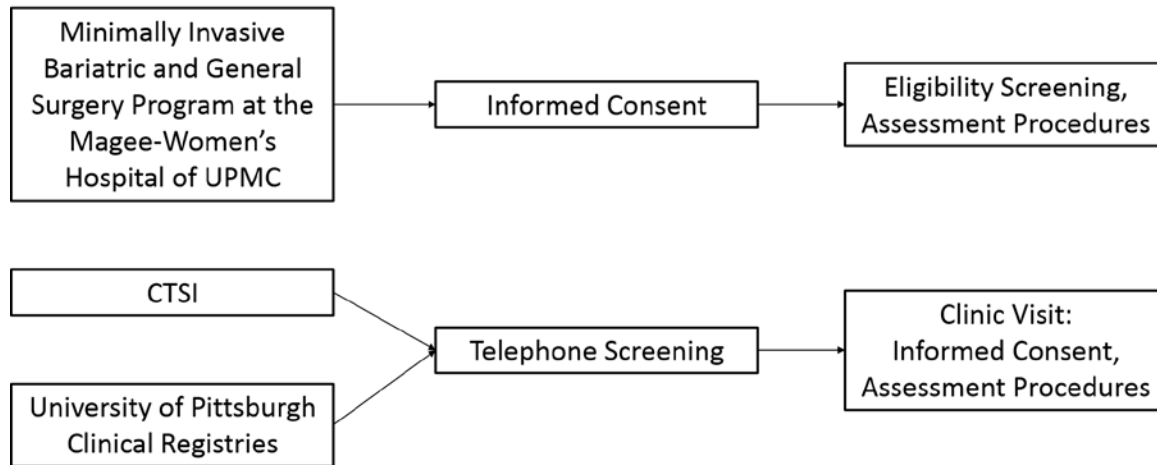 Minimally Invasive
Bariatric and General
Surgery Program at the
Magee-Women's
Hospital of UPMC
Informed Consent
Eligibility Screening,
Assessment Procedures
CTSI
University of Pittsburgh
Clinical Registries
Telephone Screening
Clinic Visit:
Informed Consent,
Assessment Procedures